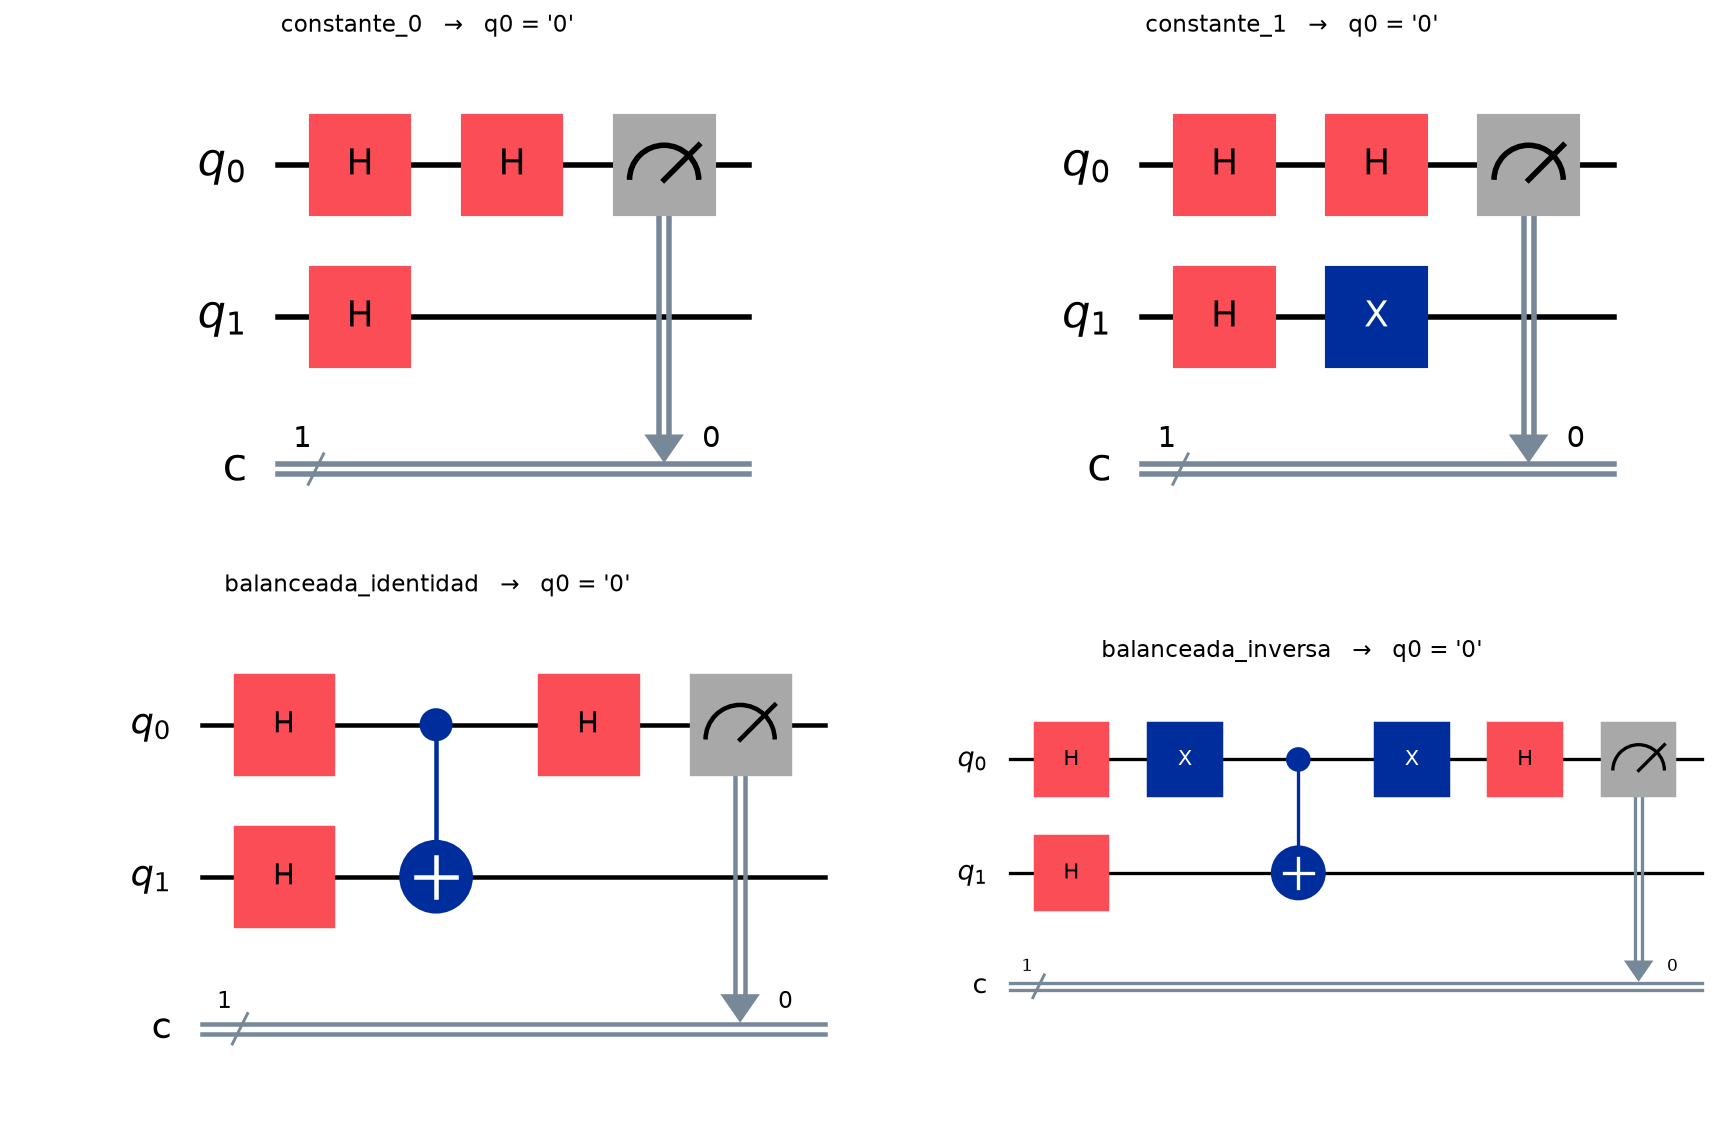 constante_0 → q0 = '0'
q0 H H
q1 H
1 0
c
constante_1 → q0 = '0'
q0 H H
q1 H X
1 0
c
balanceada_identidad → q0 = '0'
q0 H H
q1 H
1 0
c
balanceada_inversa → q0 = '0'
q0 H X X H
q1 H
1 0
c